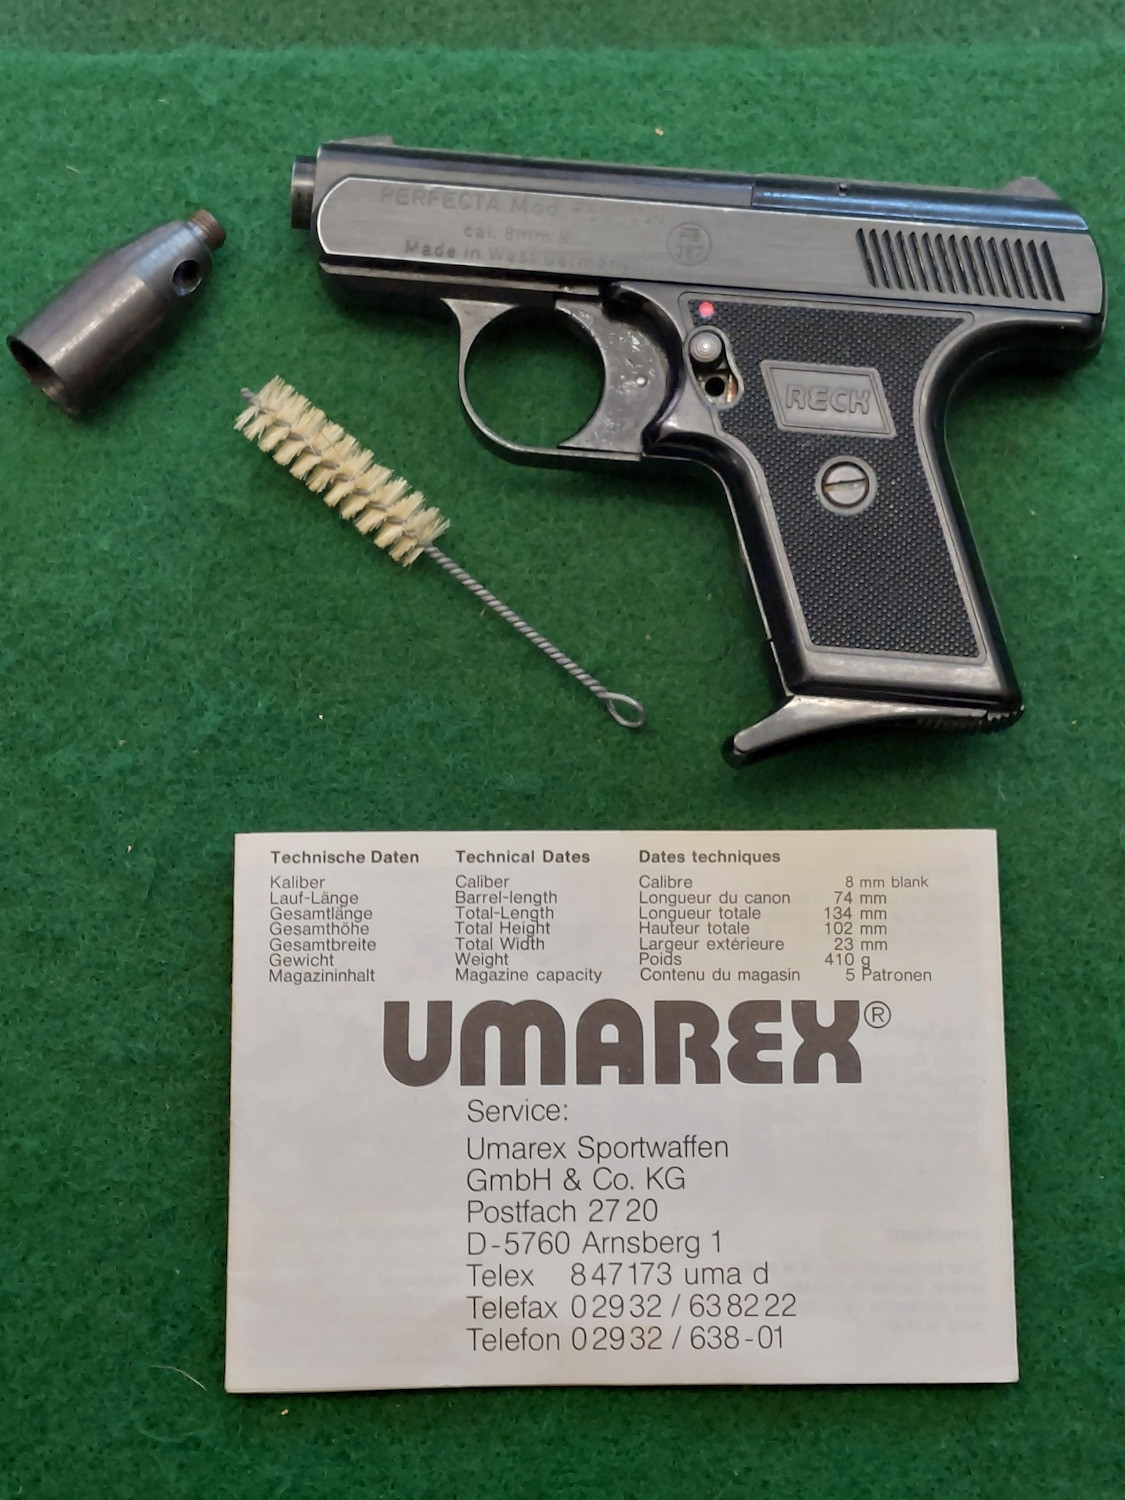 PERFECTA Mod.
cal. 8mm K
Made in West Germany
PTB
387
RECK
Technische Daten Technical Dates Dates techniques
Kaliber Caliber Calibre 8 mm blank
Lauf-Länge Barrel-length Longueur du canon 74 mm
Gesamtlänge Total-Length Longueur totale 134 mm
Gesamthöhe Total Height Hauteur totale 102 mm
Gesamtbreite Total Width Largeur extérieure 23 mm
Gewicht Weight Poids 410 g
Magazininhalt Magazine capacity Contenu du magasin 5 Patronen
UMAREX®
Service:
Umarex Sportwaffen
GmbH & Co. KG
Postfach 27 20
D-5760 Arnsberg 1
Telex 847173 uma d
Telefax 02932 / 638222
Telefon 02932 / 638-01